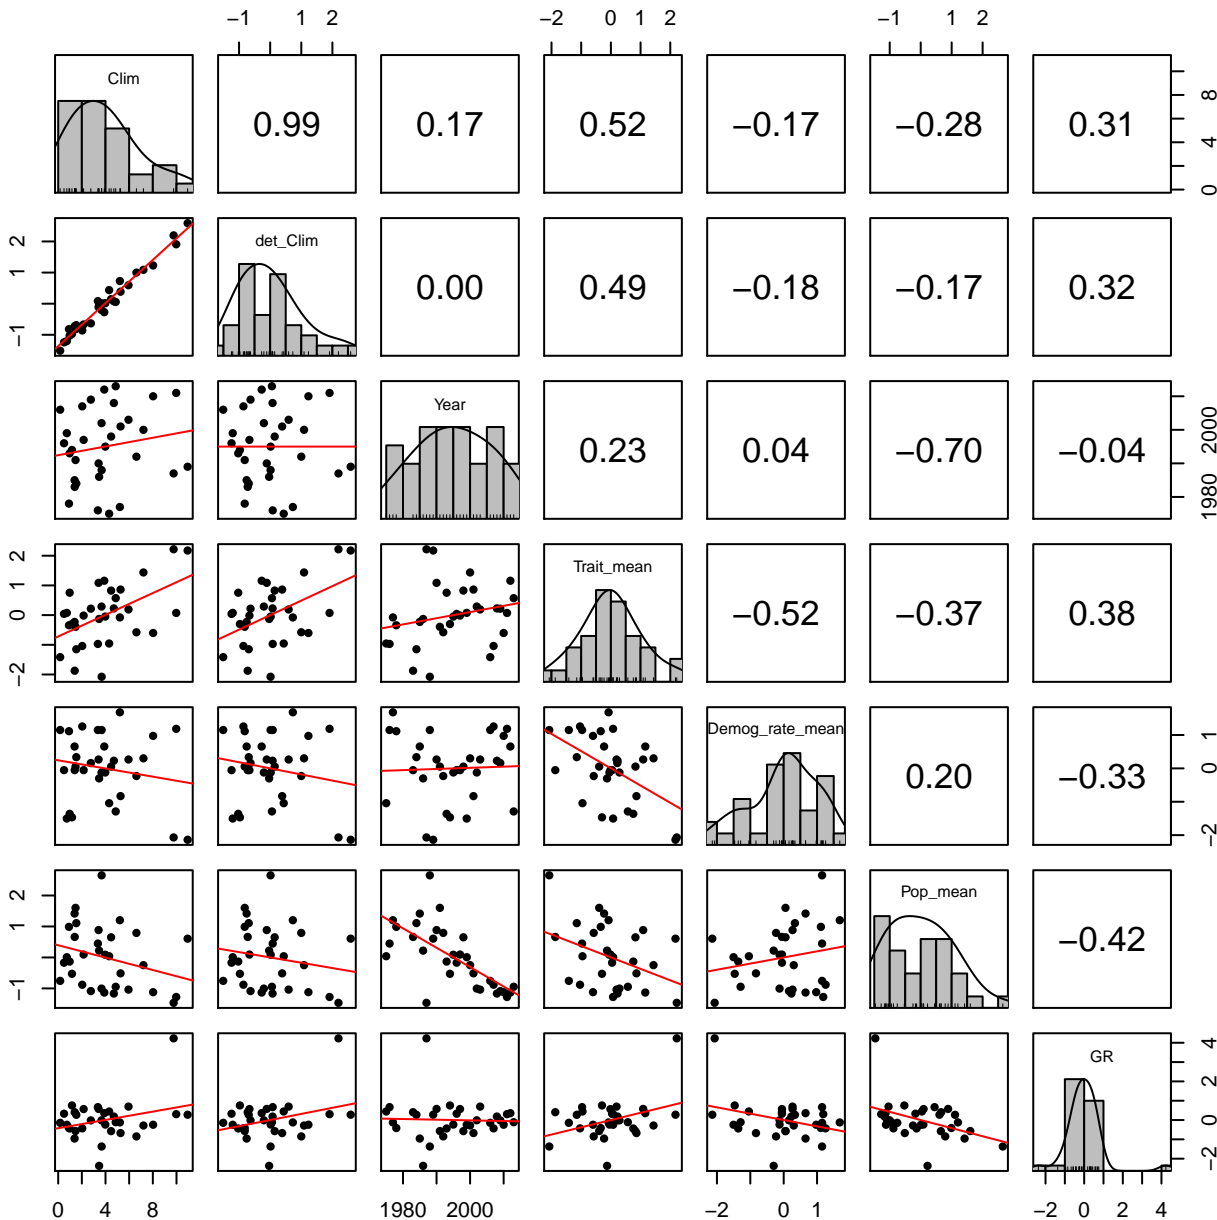 −1 1 2 −2 0 1 2 −1 1 2
Clim 0.99 0.17 0.52 −0.17 −0.28 0.31 0 4 8
−1 1 2 det_Clim 0.00 0.49 −0.18 −0.17 0.32
Year 0.23 0.04 −0.70 −0.04 1980 2000
−2 0 1 2 Trait_mean −0.52 −0.37 0.38
Demog_rate_mean 0.20 −0.33 −2 0 1
−1 1 2 Pop_mean −0.42
GR −2 0 2 4
0 4 8 1980 2000 −2 0 1 −2 0 2 4